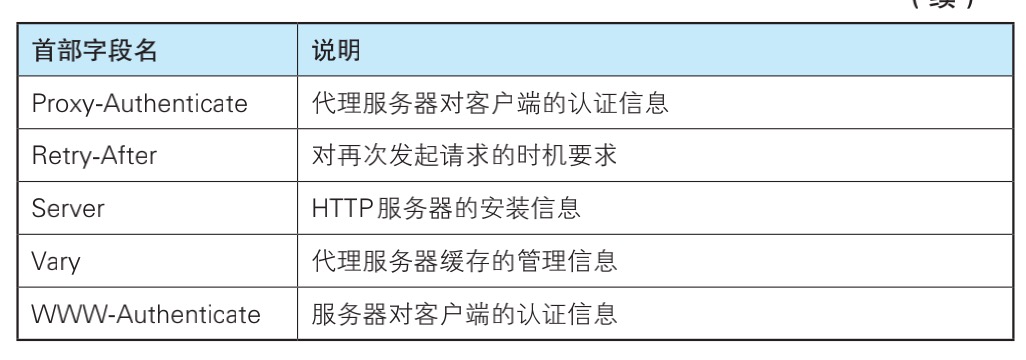 （续）
首部字段名 说明
Proxy-Authenticate 代理服务器对客户端的认证信息
Retry-After 对再次发起请求的时机要求
Server HTTP服务器的安装信息
Vary 代理服务器缓存的管理信息
WWW-Authenticate 服务器对客户端的认证信息